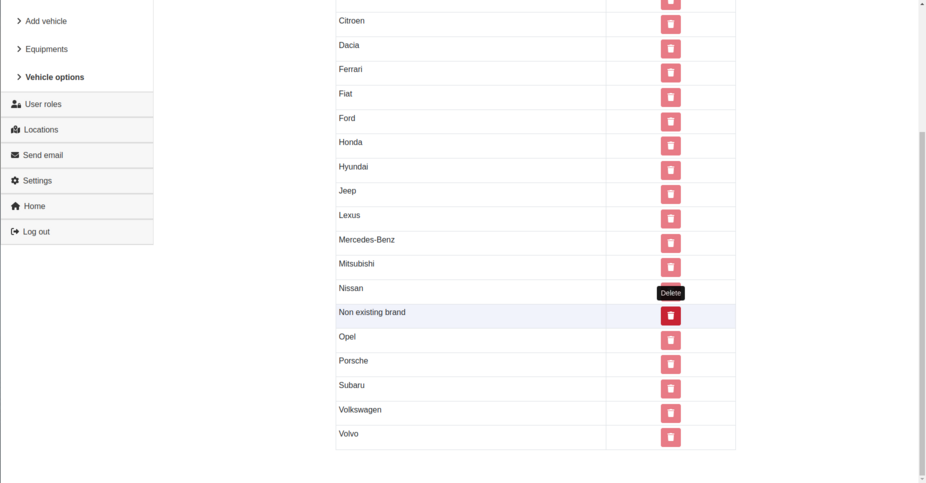 Add vehicle
Equipments
Vehicle options
User roles
Locations
Send email
Settings
Home
Log out
Citroen
Dacia
Ferrari
Fiat
Ford
Honda
Hyundai
Jeep
Lexus
Mercedes-Benz
Mitsubishi
Nissan
Delete
Non existing brand
Opel
Porsche
Subaru
Volkswagen
Volvo